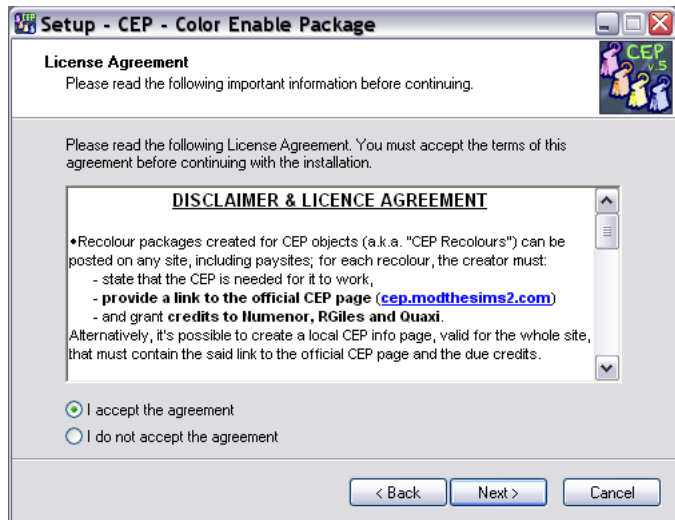 Setup - CEP - Color Enable Package
License Agreement
Please read the following important information before continuing.
CEP
v.5
Please read the following License Agreement. You must accept the terms of this
agreement before continuing with the installation.
DISCLAIMER & LICENCE AGREEMENT
•Recolour packages created for CEP objects (a.k.a. "CEP Recolours") can be
posted on any site, including paysites; for each recolour, the creator must:
- state that the CEP is needed for it to work,
- provide a link to the official CEP page (cep.modthesims2.com)
- and grant credits to Numenor, RGiles and Quaxi.
Alternatively, it's possible to create a local CEP info page, valid for the whole site,
that must contain the said link to the official CEP page and the due credits.
I accept the agreement
I do not accept the agreement
< Back
Next >
Cancel